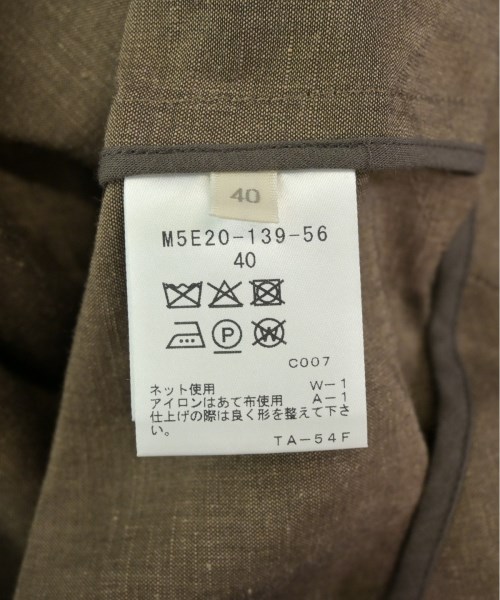 40
M5E20-139-56
40
P W
C007
ネット使用 W-1
アイロンはあて布使用 A-1
仕上げの際は良く形を整えて下さ
い。
TA-54F